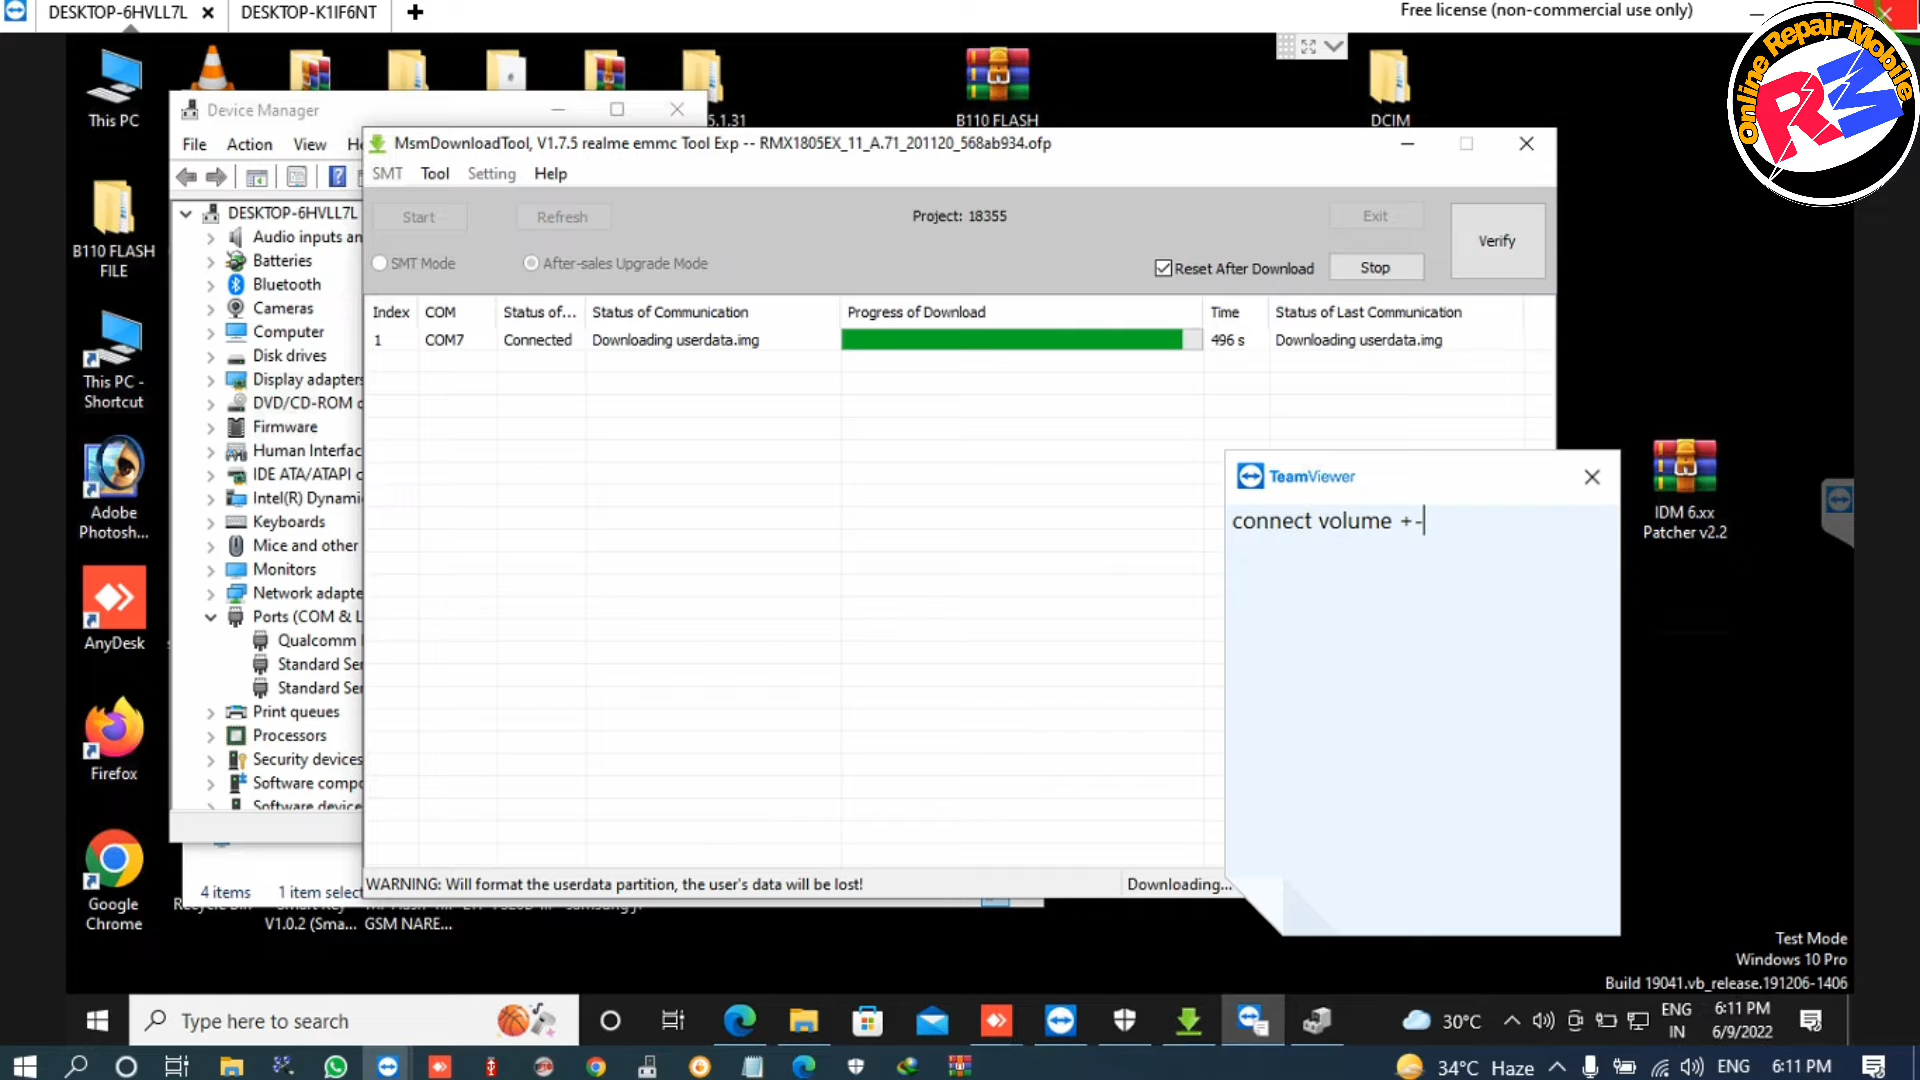 DESKTOP-6HVLL7L
DESKTOP-K1IF6NT
Free license (non-commercial use only)
Online Repair Mobile
RM
This PC
5.1.31
B110 FLASH
DCIM
Device Manager
File Action View He
MsmDownloadTool, V1.7.5 realme emmc Tool Exp -- RMX1805EX_11_A.71_201120_568ab934.ofp
SMT Tool Setting Help
Start Refresh Project: 18355 Exit
Verify
SMT Mode After-sales Upgrade Mode
Reset After Download Stop
Index COM Status of... Status of Communication Progress of Download Time Status of Last Communication
1 COM7 Connected Downloading userdata.img 496 s Downloading userdata.img
DESKTOP-6HVLL7L
Audio inputs an
Batteries
Bluetooth
Cameras
Computer
Disk drives
Display adapters
DVD/CD-ROM
Firmware
Human Interfac
IDE ATA/ATAPI c
Intel(R) Dynami
Keyboards
Mice and other
Monitors
Network adapte
Ports (COM & L
Qualcomm
Standard Se
Standard Se
Print queues
Processors
Security devices
Software compo
Software device
B110 FLASH
FILE
This PC -
Shortcut
Adobe
Photosh...
AnyDesk
Firefox
Google
Chrome
TeamViewer
connect volume +-
IDM 6.xx
Patcher v2.2
WARNING: Will format the userdata partition, the user's data will be lost!
Downloading...
4 items 1 item select
V1.0.2 (Sma...
GSM NARE...
Test Mode
Windows 10 Pro
Build 19041.vb_release.191206-1406
Type here to search
30°C
ENG
IN
6:11 PM
6/9/2022
34°C Haze
ENG
6:11 PM